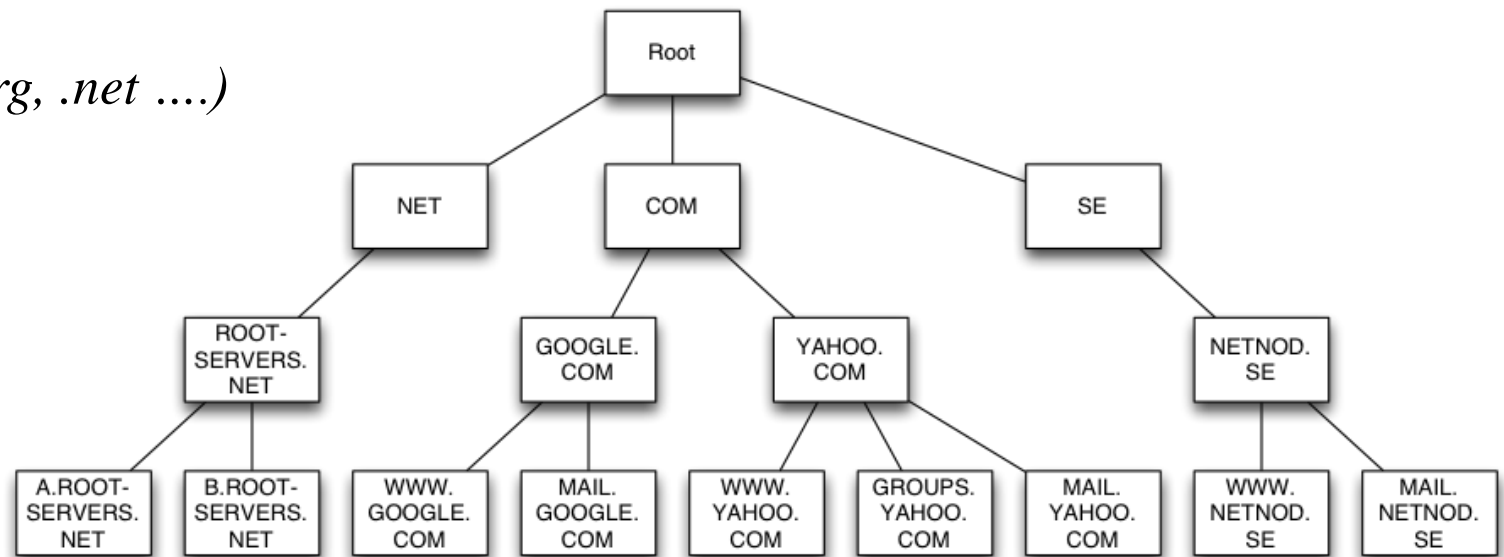 Root
rg, .net ....)
NET
COM
SE
ROOT-
SERVERS.
NET
GOOGLE.
COM
YAHOO.
COM
NETNOD.
SE
A.ROOT-
SERVERS.
NET
B.ROOT-
SERVERS.
NET
WWW.
GOOGLE.
COM
MAIL.
GOOGLE.
COM
WWW.
YAHOO.
COM
GROUPS.
YAHOO.
COM
MAIL.
YAHOO.
COM
WWW.
NETNOD.
SE
MAIL.
NETNOD.
SE